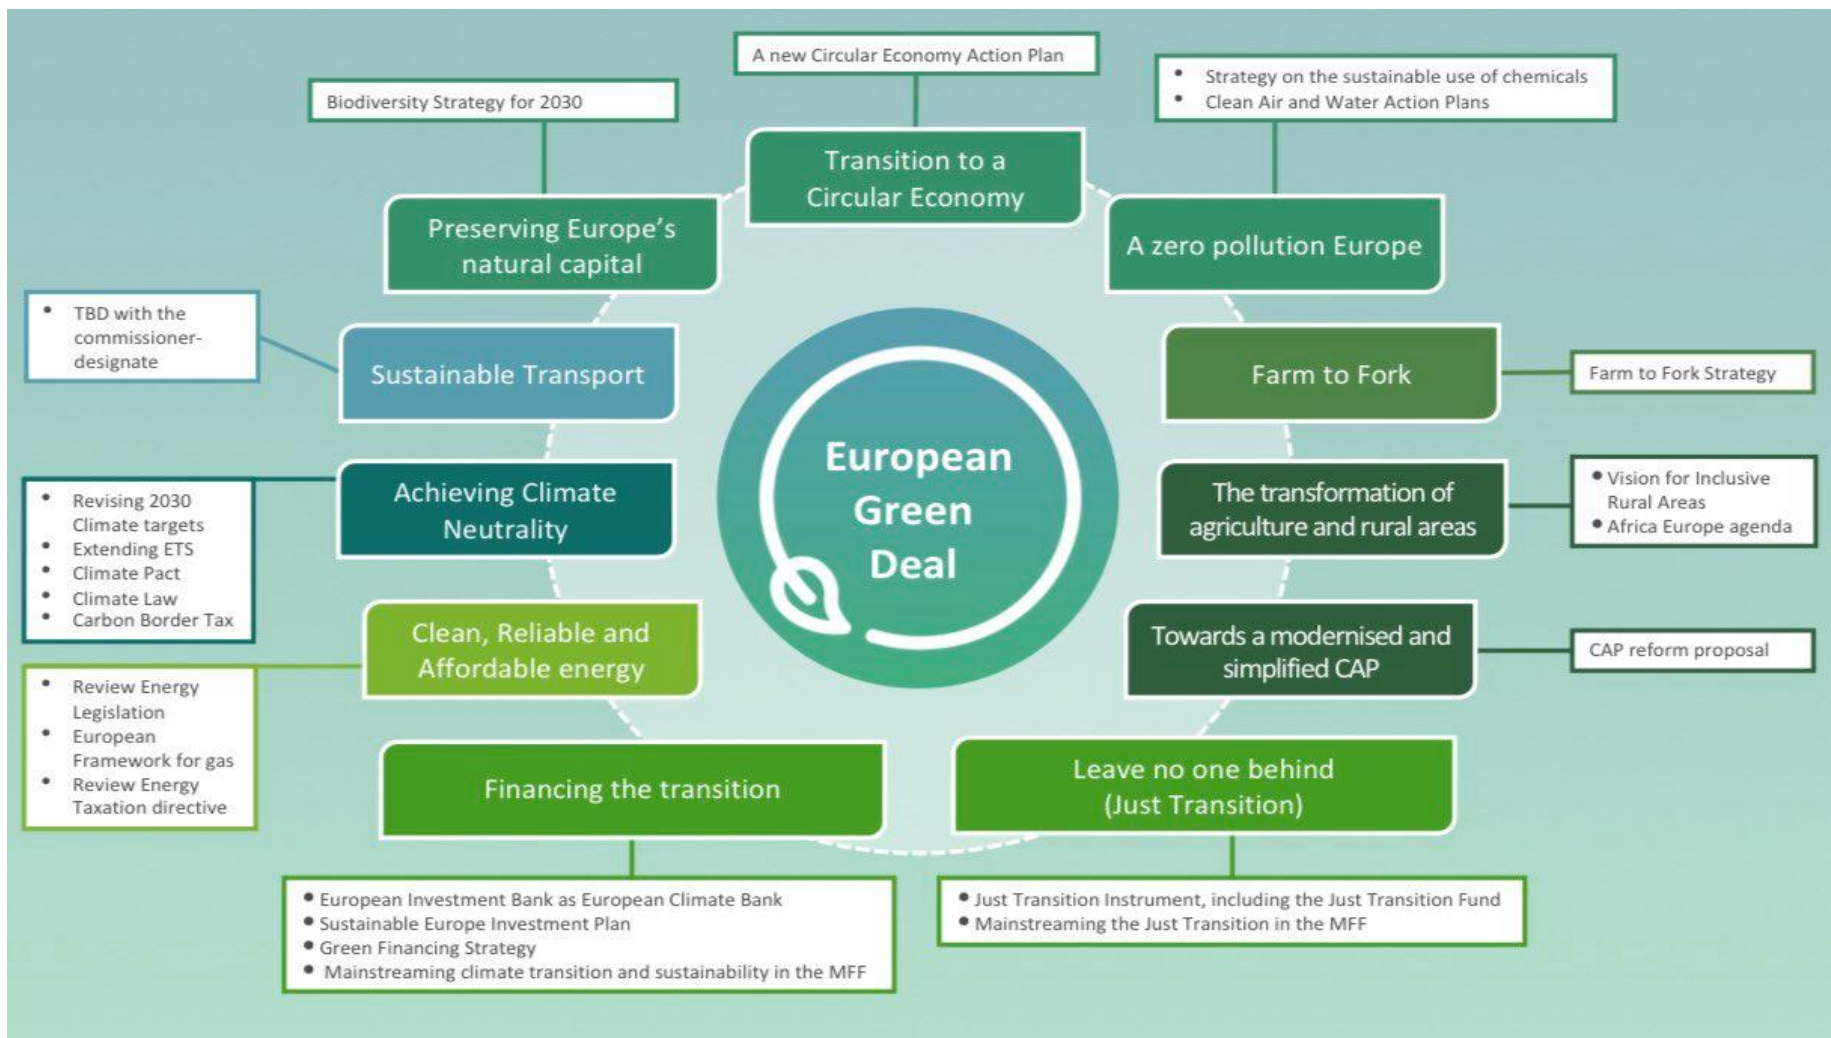 A new Circular Economy Action Plan
• Strategy on the sustainable use of chemicals
• Clean Air and Water Action Plans
Biodiversity Strategy for 2030
Transition to a
Circular Economy
Preserving Europe’s
natural capital
A zero pollution Europe
• TBD with the
commissioner-
designate
Sustainable Transport
Farm to Fork
Farm to Fork Strategy
European
Green
Deal
• Revising 2030
Climate targets
• Extending ETS
• Climate Pact
• Climate Law
• Carbon Border Tax
Achieving Climate
Neutrality
The transformation of
agriculture and rural areas
• Vision for Inclusive
Rural Areas
• Africa Europe agenda
Clean, Reliable and
Affordable energy
Towards a modernised and
simplified CAP
CAP reform proposal
• Review Energy
Legislation
• European
Framework for gas
• Review Energy
Taxation directive
Financing the transition
Leave no one behind
(Just Transition)
• European Investment Bank as European Climate Bank
• Sustainable Europe Investment Plan
• Green Financing Strategy
• Mainstreaming climate transition and sustainability in the MFF
• Just Transition Instrument, including the Just Transition Fund
• Mainstreaming the Just Transition in the MFF